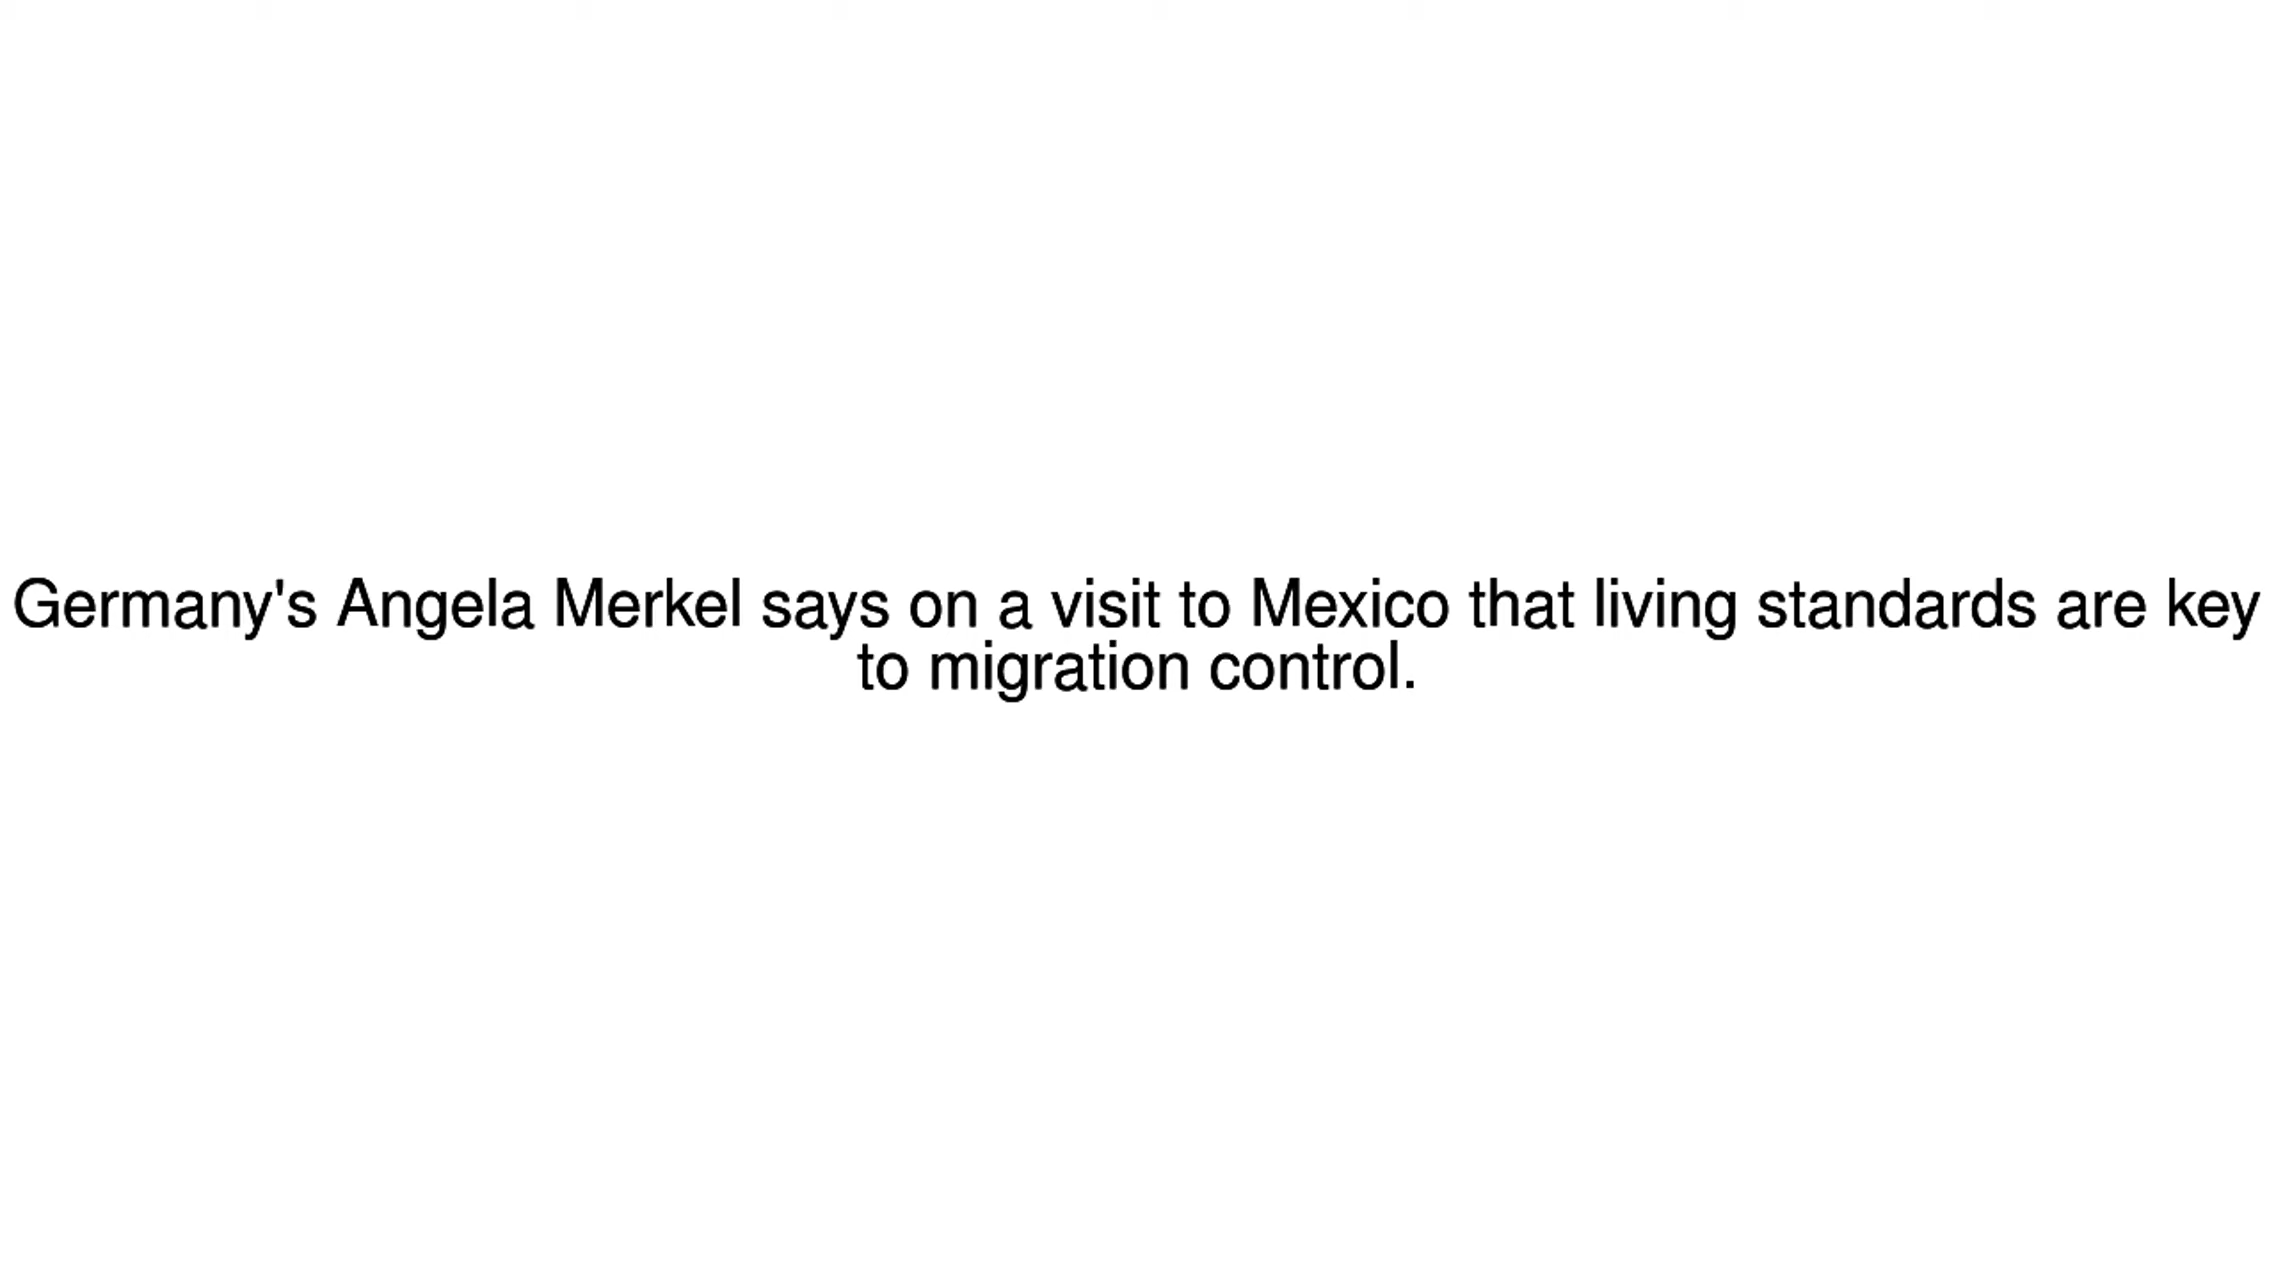 Germany's Angela Merkel says on a visit to Mexico that living standards are key
to migration control.